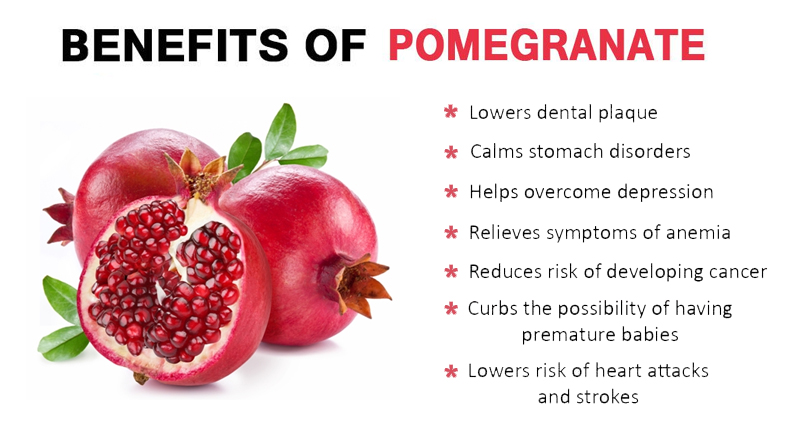 BENEFITS OF POMEGRANATE
* Lowers dental plaque
* Calms stomach disorders
* Helps overcome depression
* Relieves symptoms of anemia
* Reduces risk of developing cancer
* Curbs the possibility of having
premature babies
* Lowers risk of heart attacks
and strokes